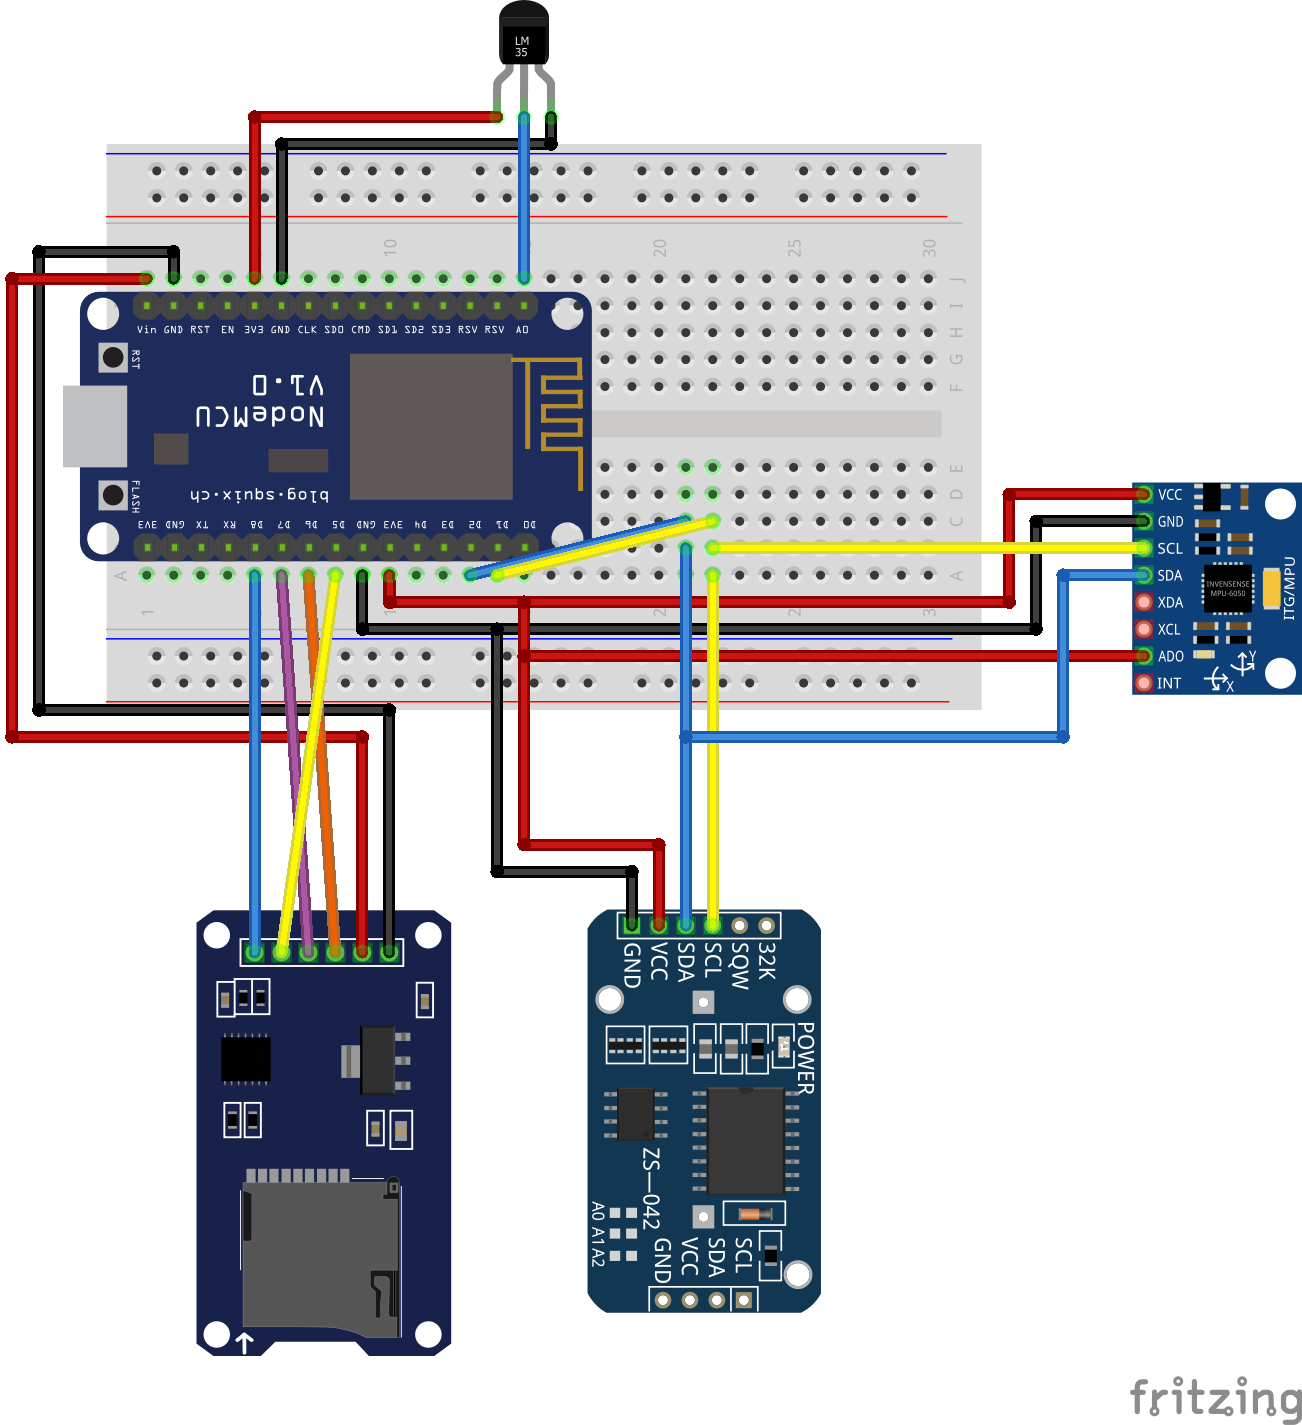 LM
35
10
15
20
25
30
J
I
H
G
F
Vin GND RST EN 3V3 GND CLK SD0 CMD SD1 SD2 SD3 RSV RSV A0
RST
V1.0
NodeMCU
blog.squix.ch
FLASH
3V3 GND TX RX D8 D7 D6 D5 GND 3V3 D4 D3 D2 D1 D0
E
D
C
A
A
1
VCC
GND
SCL
SDA
XDA
XCL
ADO
INT
INVENSENSE
MPU-6050
ITG/MPU
Y
X
GND VCC SDA SCL SQW 32K
POWER
ZS—042
A0 A1 A2
GND VCC SDA SCL
fritzing